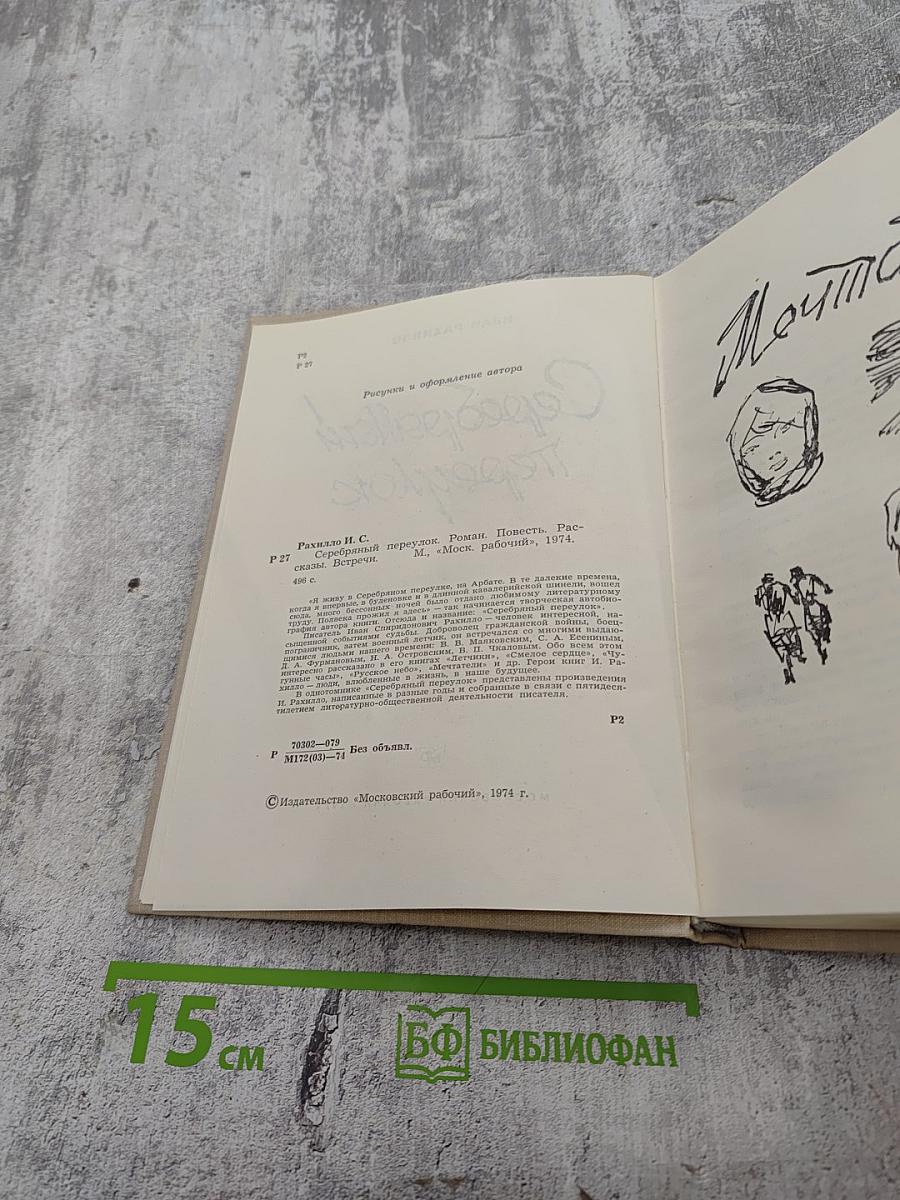 Р2
Р 27
Рисунки и оформление автора
Рахилло И. С.
Р 27 Серебряный переулок. Роман. Повесть. Рас-
сказы. Встречи. М., «Моск. рабочий», 1974.
496 с.
«Я живу в Серебряном переулке, на Арбате. В те далекие времена,
когда я впервые, в буденовке и в длинной кавалерийской шинели, вошел
сюда, много бессонных ночей было отдано любимому литературному
труду. Полвека прожил я здесь» — так начинается творческая автобио-
графия автора книги. Отсюда и название: «Серебряный переулок».
Писатель Иван Спиридонович Рахилло — человек интересной, на-
сыщенной событиями судьбы. Доброволец гражданской войны, боец-
пограничник, затем военный летчик, он встречался со многими выдаю-
щимися людьми нашего времени: В. В. Маяковским, С. А. Есениным,
Д. А. Фурмановым, Н. А. Островским, В. П. Чкаловым. Обо всем этом
интересно рассказано в его книгах «Летчики», «Смелое сердце», «Чу-
гунные часы», «Русское небо», «Мечтатели» и др. Герои книг И. Ра-
хилло — люди, влюбленные в жизнь, в наше будущее.
В однотомнике «Серебряный переулок» представлены произведения
И. Рахилло, написанные в разные годы и собранные в связи с пятидеся-
тилетием литературно-общественной деятельности писателя.
Р2
Р 70302—079
М172(03)—74 Без объявл.
© Издательство «Московский рабочий», 1974 г.
Мечта
15 см
БФ БИБЛИОФАН